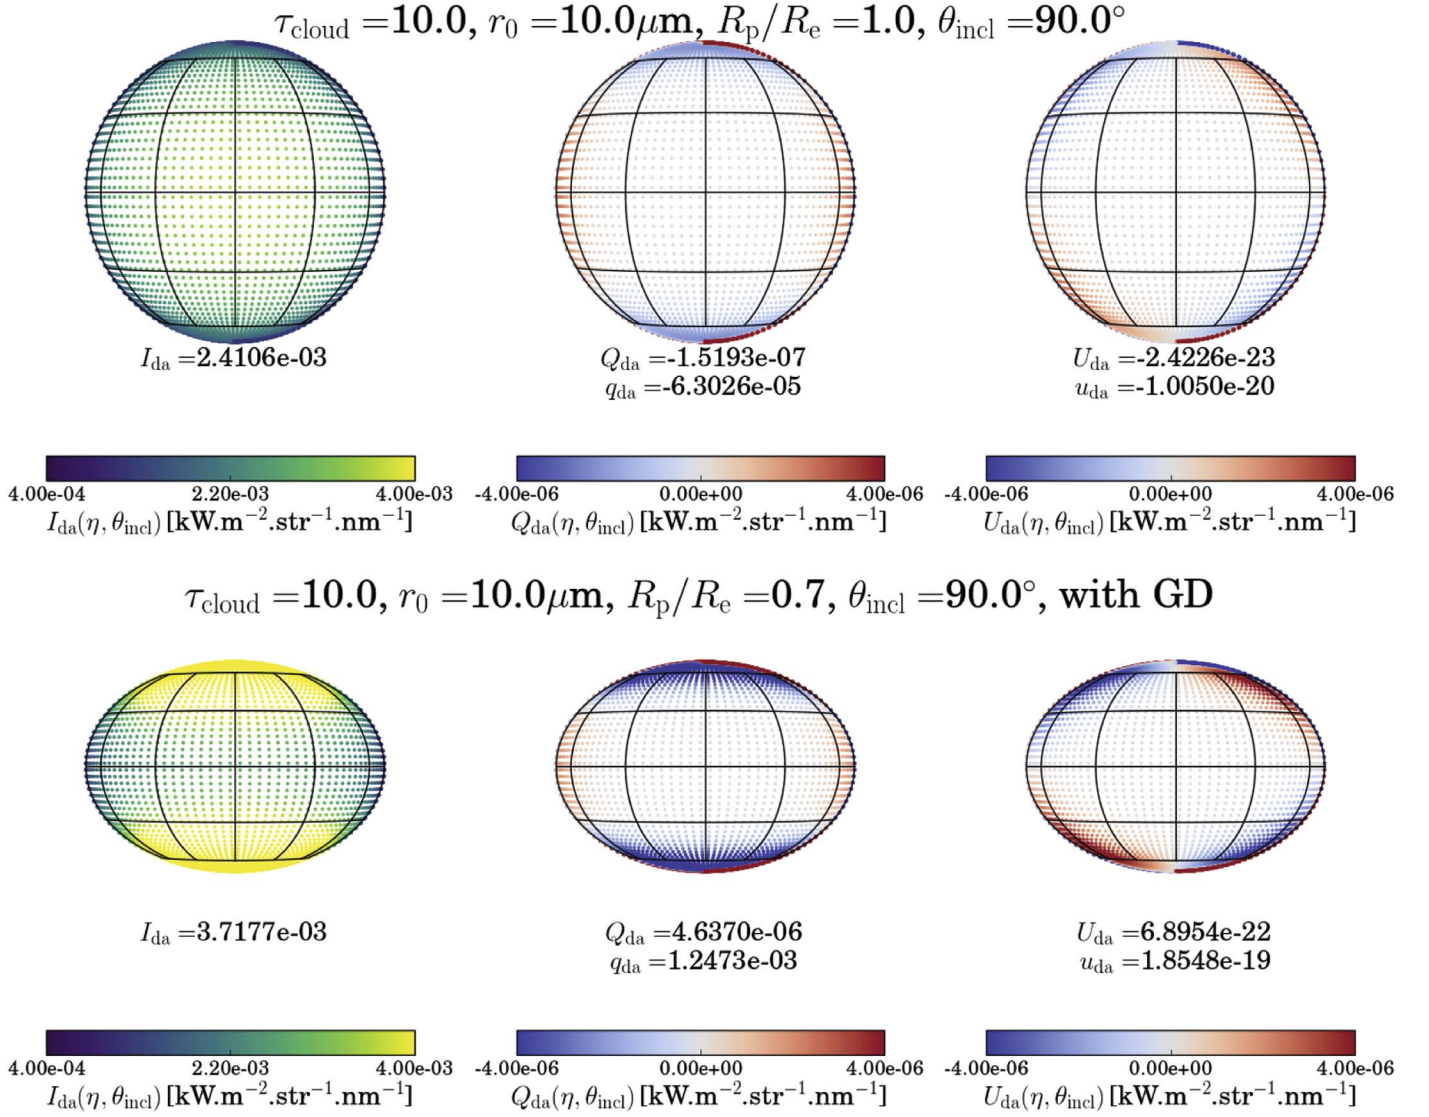 τcloud =10.0, r0 =10.0μm, Rp/Re =1.0, θincl =90.0°
Ida =2.4106e-03
Qda =-1.5193e-07
qda =-6.3026e-05
Uda =-2.4226e-23
uda =-1.0050e-20
4.00e-04 2.20e-03 4.00e-03
Ida(η, θincl) [kW.m−2.str−1.nm−1]
-4.00e-06 0.00e+00 4.00e-06
Qda(η, θincl) [kW.m−2.str−1.nm−1]
-4.00e-06 0.00e+00 4.00e-06
Uda(η, θincl) [kW.m−2.str−1.nm−1]
τcloud =10.0, r0 =10.0μm, Rp/Re =0.7, θincl =90.0°, with GD
Ida =3.7177e-03
Qda =4.6370e-06
qda =1.2473e-03
Uda =6.8954e-22
uda =1.8548e-19
4.00e-04 2.20e-03 4.00e-03
Ida(η, θincl) [kW.m−2.str−1.nm−1]
-4.00e-06 0.00e+00 4.00e-06
Qda(η, θincl) [kW.m−2.str−1.nm−1]
-4.00e-06 0.00e+00 4.00e-06
Uda(η, θincl) [kW.m−2.str−1.nm−1]